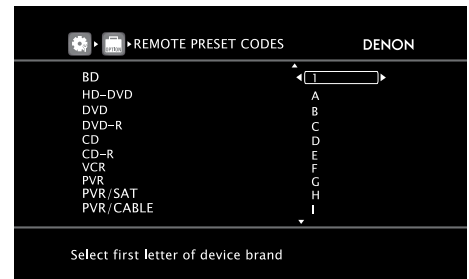 OPTION REMOTE PRESET CODES DENON
BD 1
HD-DVD A
DVD B
DVD-R C
CD D
CD-R E
VCR F
PVR G
PVR/SAT H
PVR/CABLE I
Select first letter of device brand